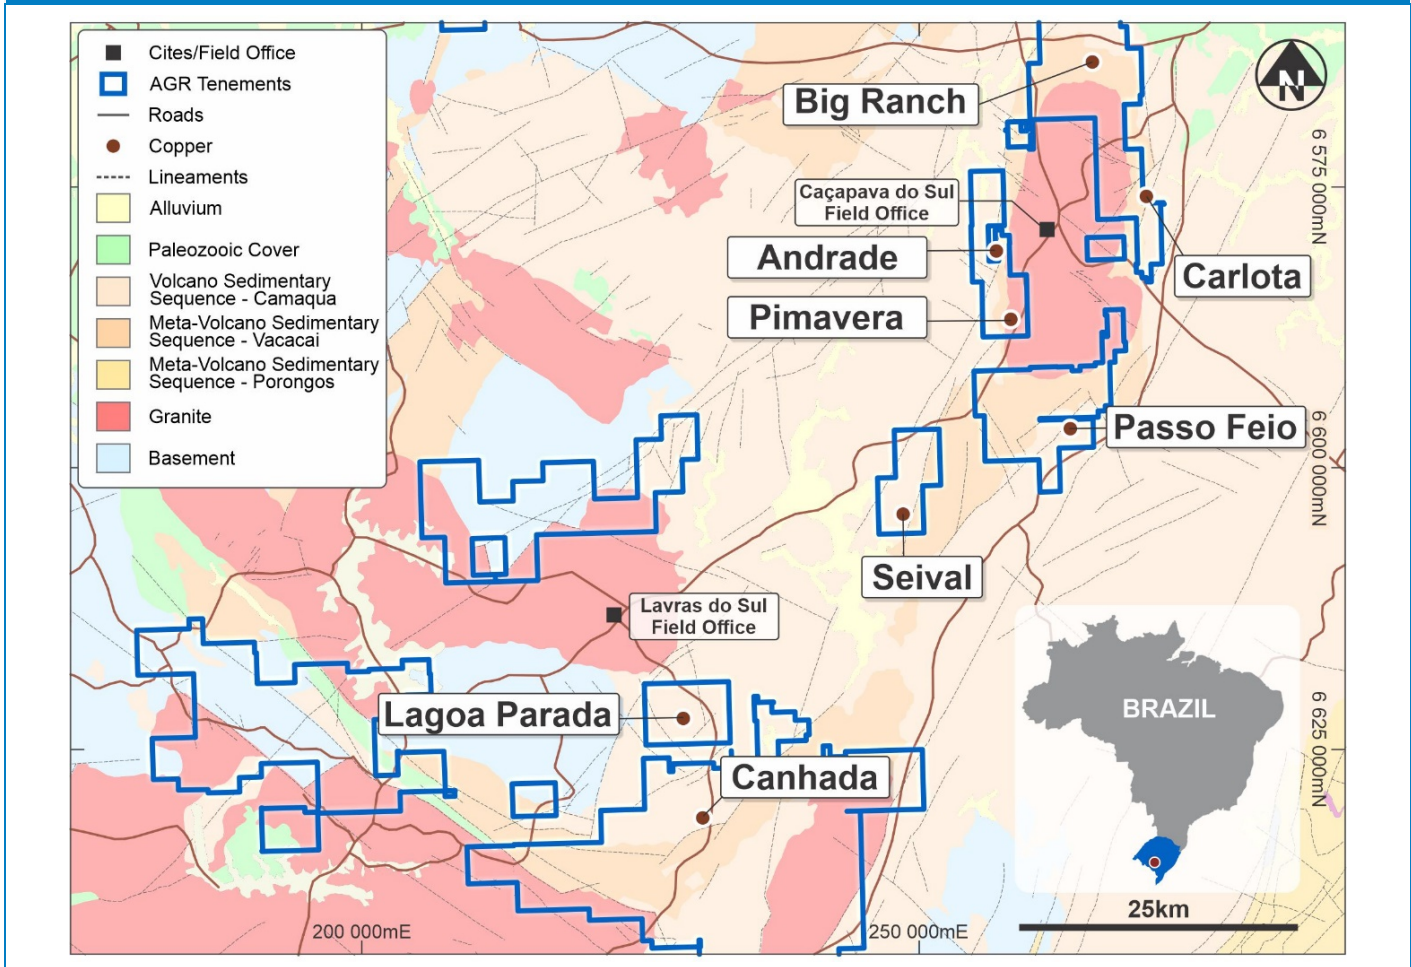 Cites/Field Office
AGR Tenements
Roads
Copper
Lineaments
Alluvium
Paleozooic Cover
Volcano Sedimentary
Sequence - Camaqua
Meta-Volcano Sedimentary
Sequence - Vacacai
Meta-Volcano Sedimentary
Sequence - Porongos
Granite
Basement
Big Ranch
N
6 575 000mN
Caçapava do Sul
Field Office
Andrade
Carlota
Pimavera
Passo Feio
6 600 000mN
Seival
Lavras do Sul
Field Office
Lagoa Parada
Canhada
BRAZIL
6 625 000mN
25km
200 000mE
250 000mE